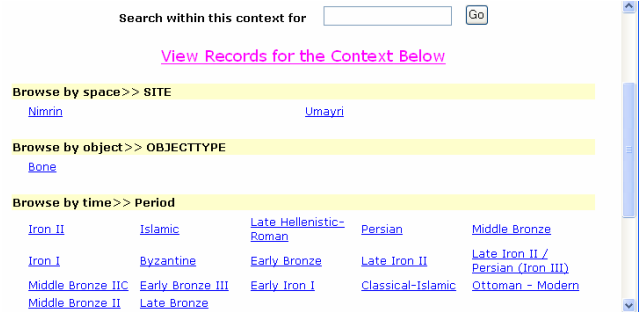 Search within this context for Go
View Records for the Context Below
Browse by space>> SITE
Nimrin Umayri
Browse by object>> OBJECTTYPE
Bone
Browse by time>> Period
Iron II Islamic Late Hellenistic-Roman Persian Middle Bronze
Iron I Byzantine Early Bronze Late Iron II Late Iron II / Persian (Iron III)
Middle Bronze IIC Early Bronze III Early Iron I Classical-Islamic Ottoman - Modern
Middle Bronze II Late Bronze